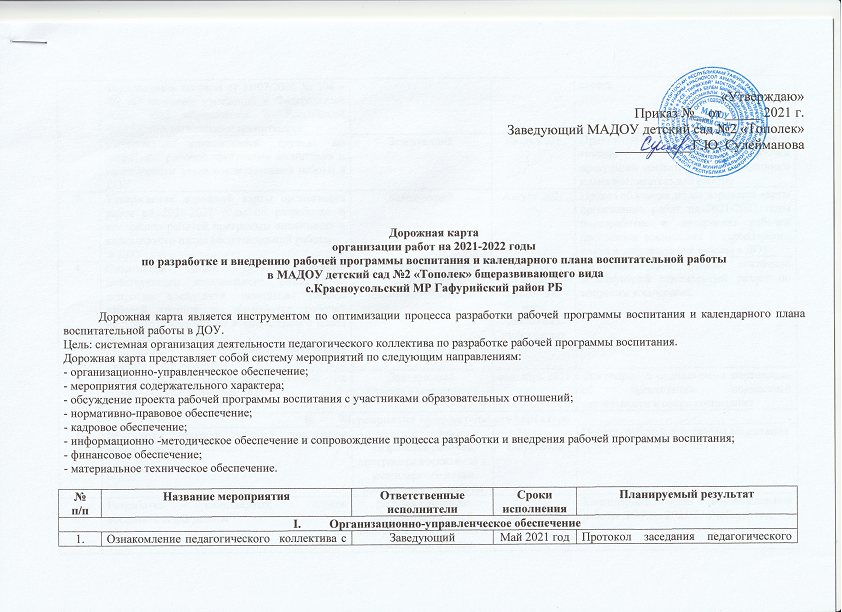 «Утверждаю»
Приказ № от 2021 г.
Заведующий МАДОУ детский сад №2 «Тополек»
Г.Ю. Сулейманова
Дорожная карта
организации работ на 2021-2022 годы
по разработке и внедрению рабочей программы воспитания и календарного плана воспитательной работы
в МАДОУ детский сад №2 «Тополек» бщеразвивающего вида
с.Красноусольский МР Гафурийский район РБ
Дорожная карта является инструментом по оптимизации процесса разработки рабочей программы воспитания и календарного плана
воспитательной работы в ДОУ.
Цель: системная организация деятельности педагогического коллектива по разработке рабочей программы воспитания.
Дорожная карта представляет собой систему мероприятий по следующим направлениям:
- организационно-управленческое обеспечение;
- мероприятия содержательного характера;
- обсуждение проекта рабочей программы воспитания с участниками образовательных отношений;
- нормативно-правовое обеспечение;
- кадровое обеспечение;
- информационно -методическое обеспечение и сопровождение процесса разработки и внедрения рабочей программы воспитания;
- финансовое обеспечение;
- материальное техническое обеспечение.
№ п/п Название мероприятия Ответственные исполнители Сроки исполнения Планируемый результат
I. Организационно-управленческое обеспечение
1. Ознакомление педагогического коллектива с Заведующий Май 2021 год Протокол заседания педагогического